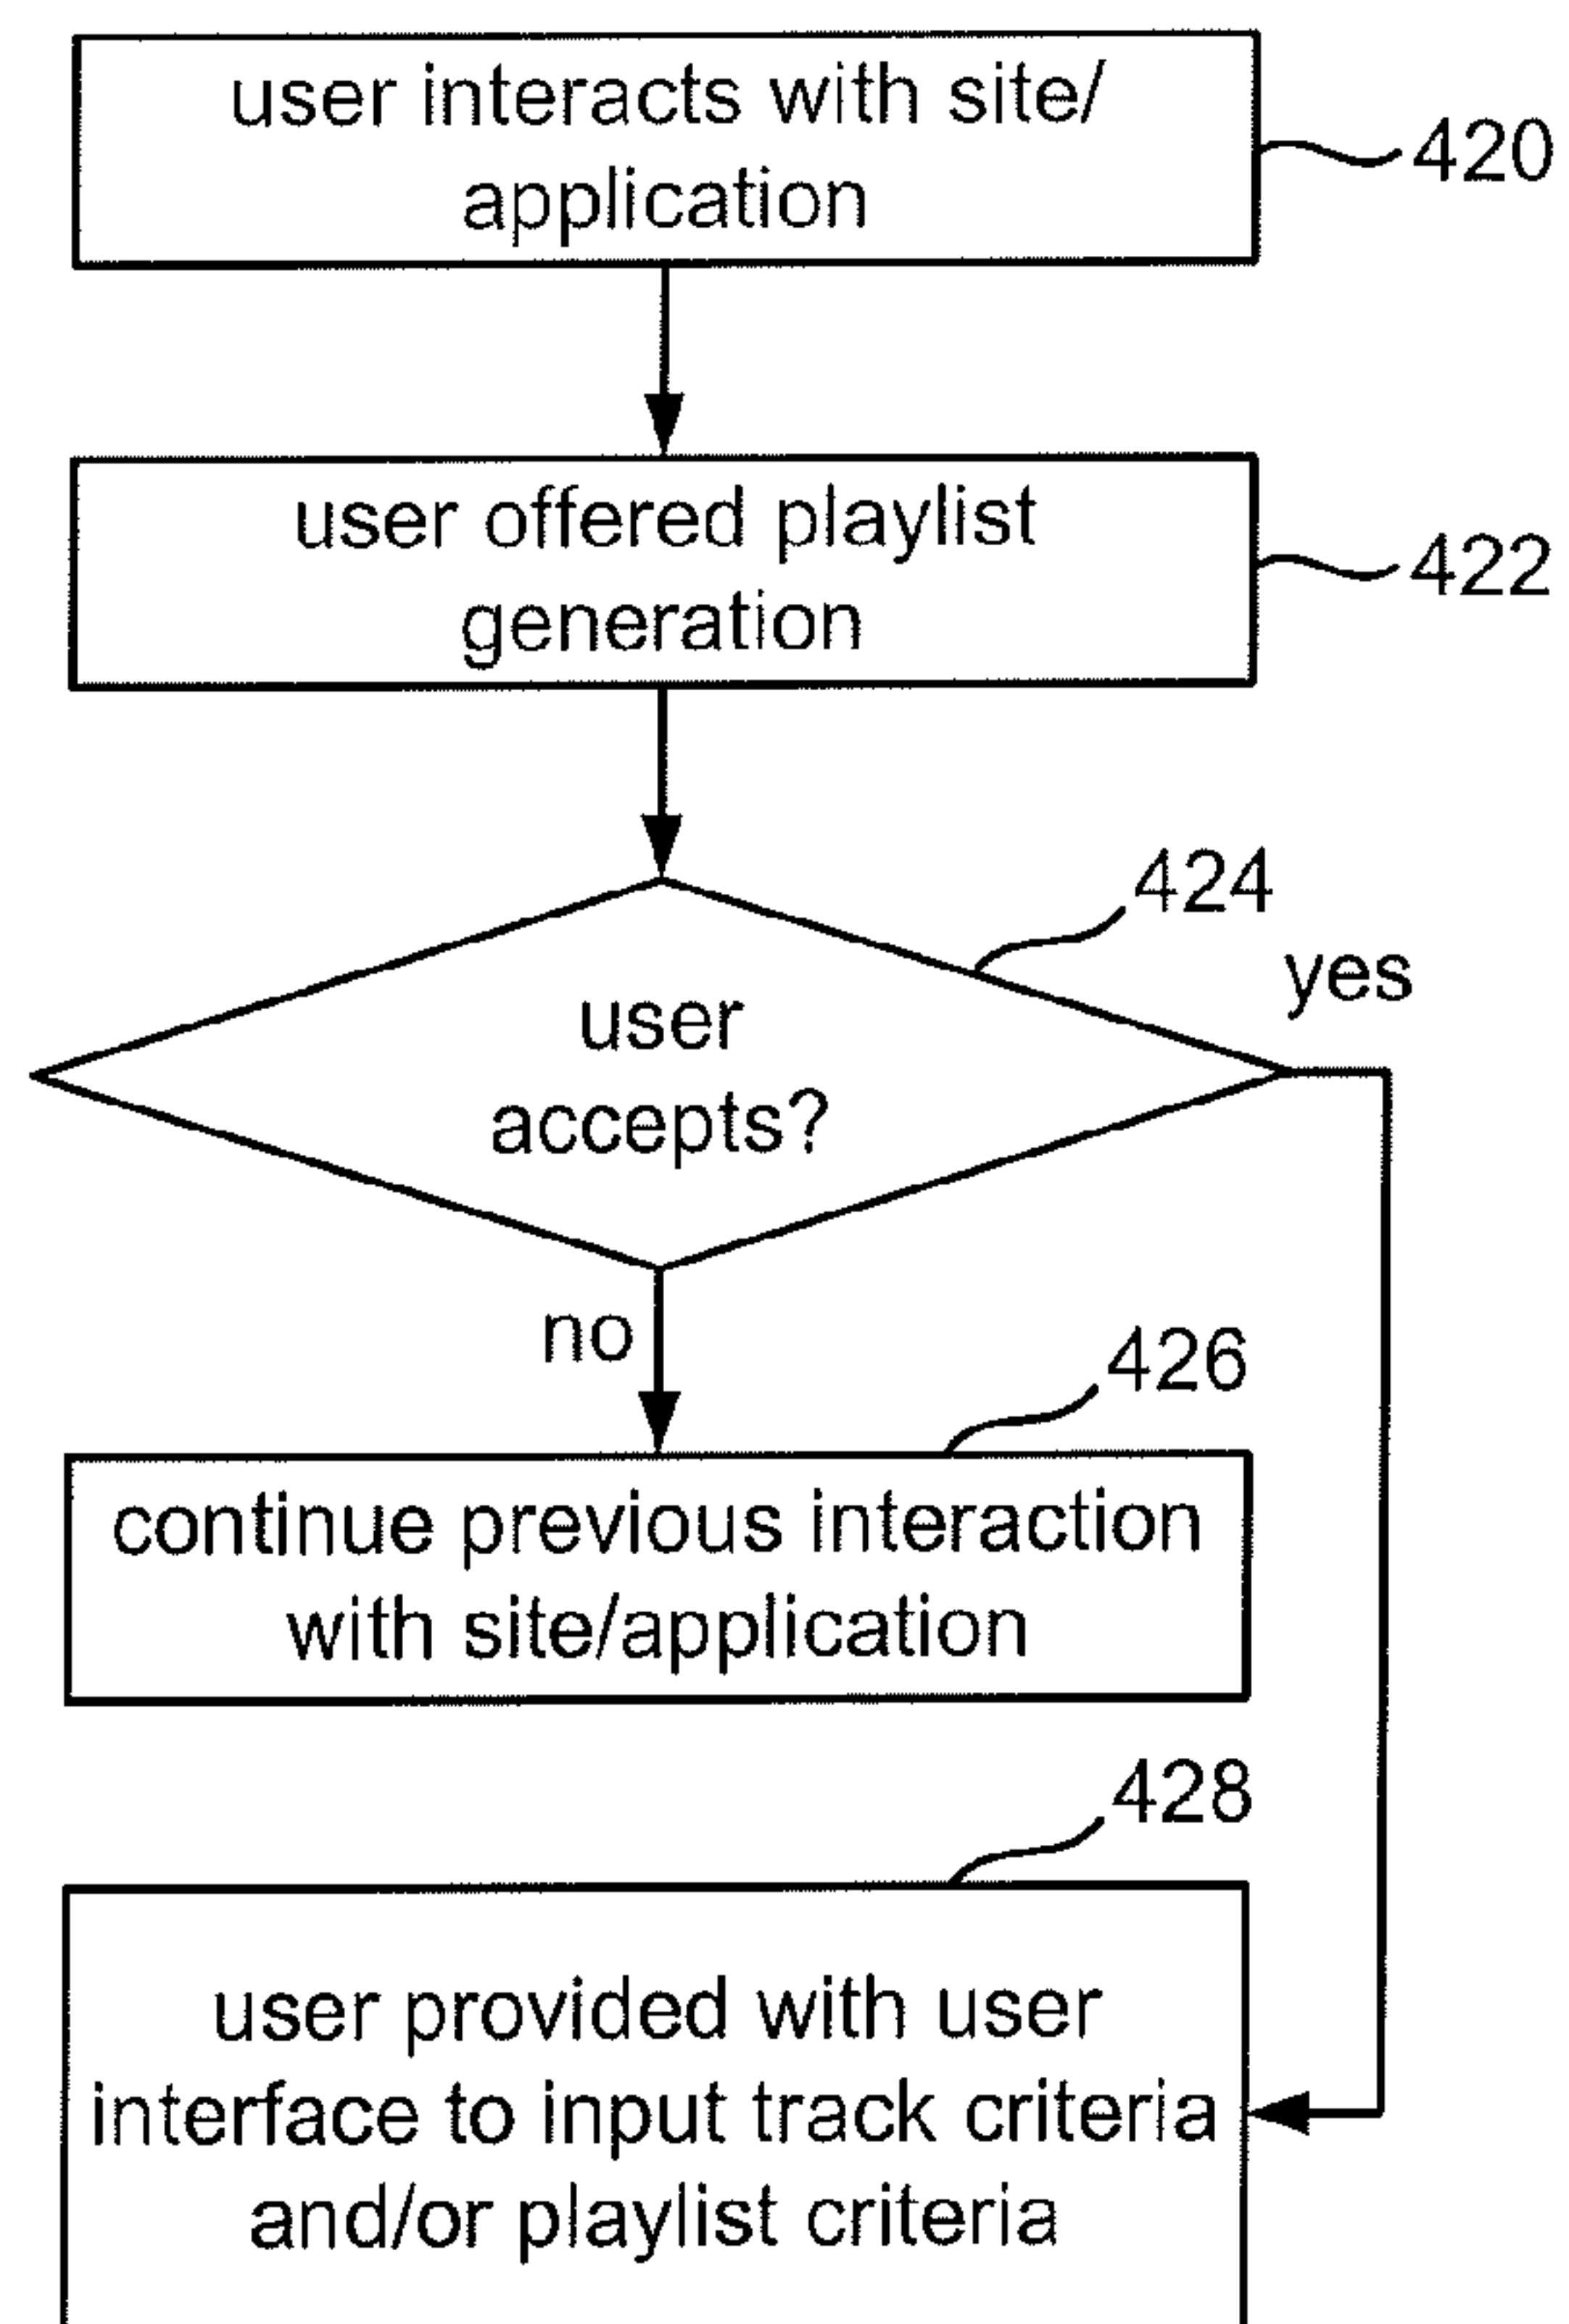 user interacts with site/
application
420
user offered playlist
generation
422
424
yes
user
accepts?
no
426
continue previous interaction
with site/application
428
user provided with user
interface to input track criteria
and/or playlist criteria